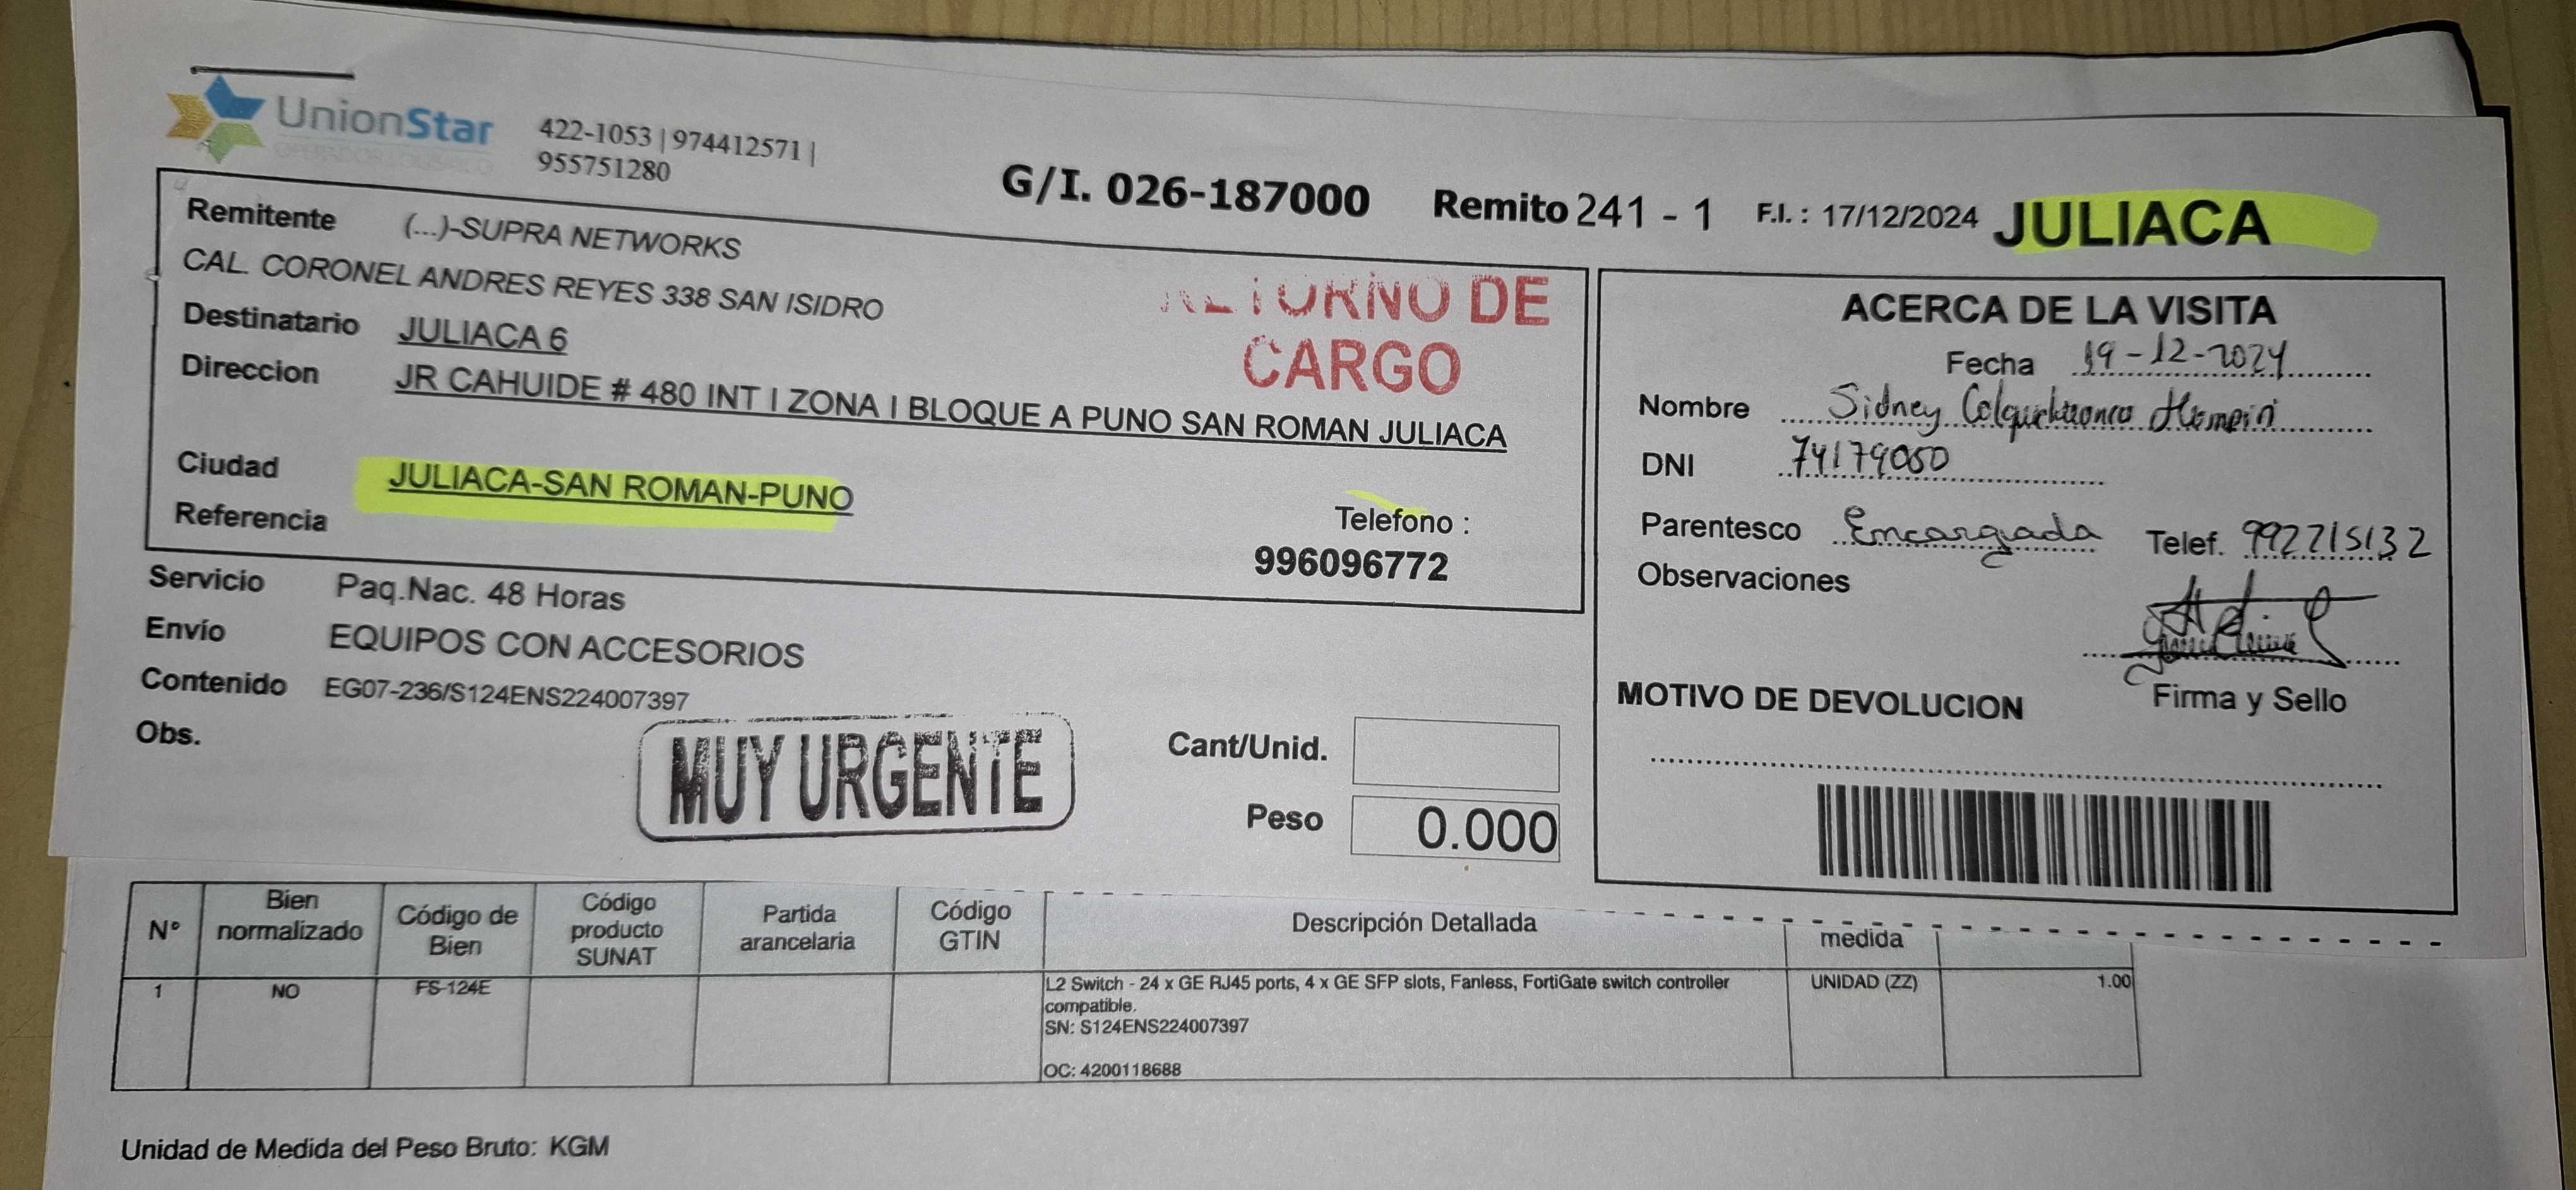 UnionStar
OPERADOR LOGISTICO
422-1053 | 974412571 |
955751280
G/I. 026-187000 Remito 241 - 1 F.I. : 17/12/2024 JULIACA
Remitente (...)-SUPRA NETWORKS
CAL. CORONEL ANDRES REYES 338 SAN ISIDRO
Destinatario JULIACA 6
Direccion JR CAHUIDE # 480 INT I ZONA I BLOQUE A PUNO SAN ROMAN JULIACA
RETORNO DE
CARGO
Ciudad JULIACA-SAN ROMAN-PUNO
Referencia
Telefono :
996096772
Servicio Paq.Nac. 48 Horas
Envío EQUIPOS CON ACCESORIOS
Contenido EG07-236/S124ENS224007397
Obs.
MUY URGENTE
Cant/Unid.
Peso 0.000
ACERCA DE LA VISITA
Fecha 19-12-2024
Nombre Sidney Colquehuanca
DNI 74179050
Parentesco Encargada Telef. 992715132
Observaciones
Firma y Sello
MOTIVO DE DEVOLUCION
N° Bien normalizado Código de Bien Código producto SUNAT Partida arancelaria Código GTIN Descripción Detallada medida
1 NO FS-124E L2 Switch - 24 x GE RJ45 ports, 4 x GE SFP slots, Fanless, FortiGate switch controller UNIDAD (ZZ) 1.00
compatible.
SN: S124ENS224007397
OC: 4200118688
Unidad de Medida del Peso Bruto: KGM